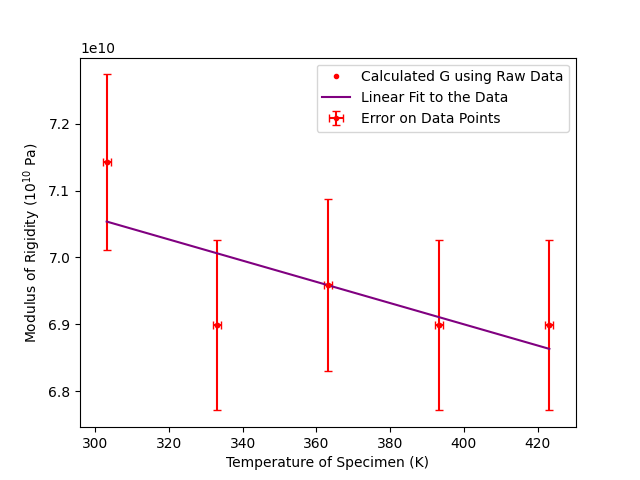 1e10
Calculated G using Raw Data
Linear Fit to the Data
Error on Data Points
7.2
7.1
7.0
6.9
6.8
Modulus of Rigidity (10¹⁰ Pa)
300 320 340 360 380 400 420
Temperature of Specimen (K)